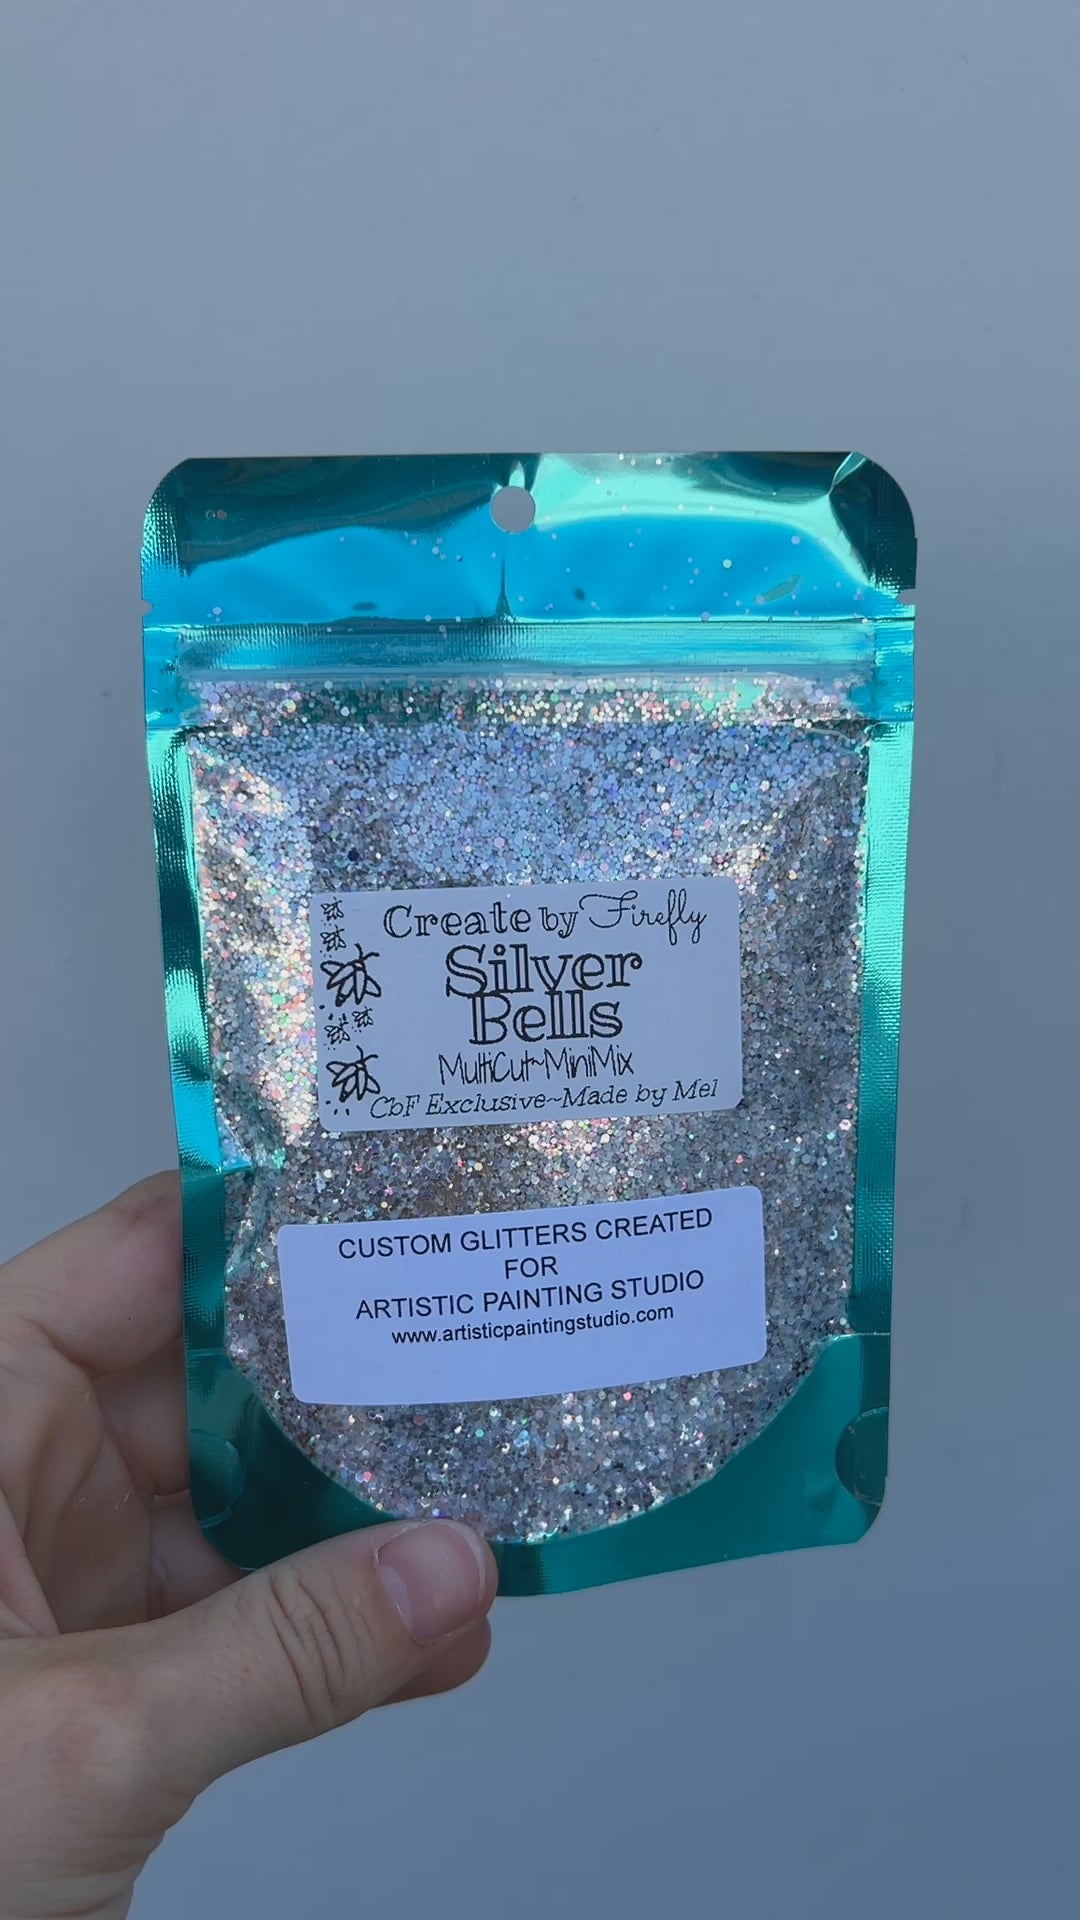 Create by Firefly
Silver
Bells
MultiCut~MiniMix
CbF Exclusive~Made by Mel
CUSTOM GLITTERS CREATED
FOR
ARTISTIC PAINTING STUDIO
www.artisticpaintingstudio.com